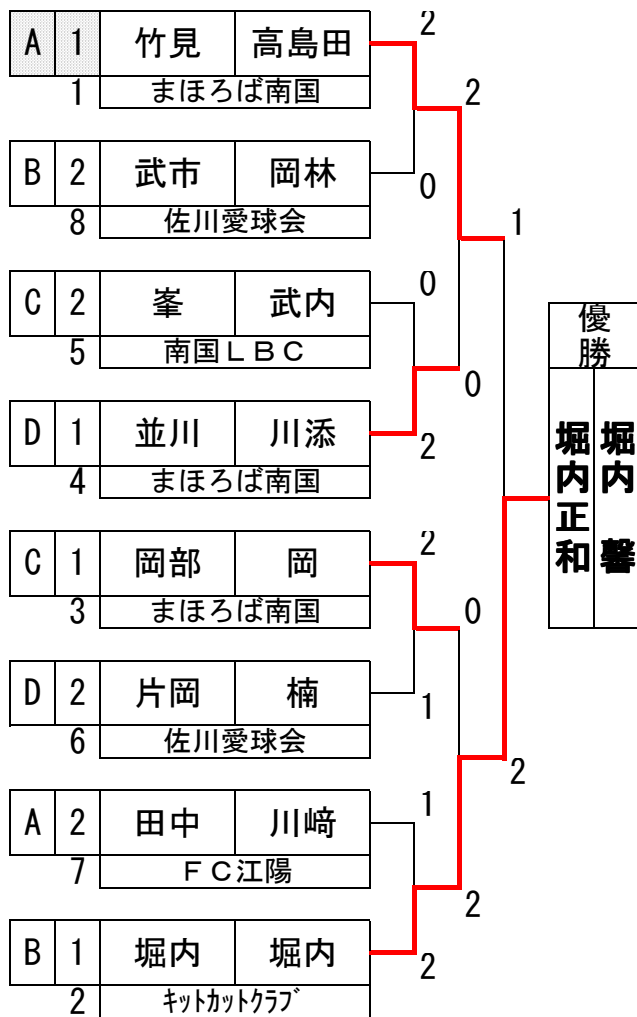 A 1 竹見 高島田
1 まほろば南国
2
2
B 2 武市 岡林
8 佐川愛球会
0
1
C 2 峯 武内
5 南国ＬＢＣ
0
0
D 1 並川 川添
4 まほろば南国
2
優勝
堀内 馨
堀内正和
C 1 岡部 岡
3 まほろば南国
2
0
D 2 片岡 楠
6 佐川愛球会
1
2
A 2 田中 川﨑
7 ＦＣ江陽
1
2
B 1 堀内 堀内
2 ｷｯﾄｶｯﾄｸﾗﾌﾞ
2